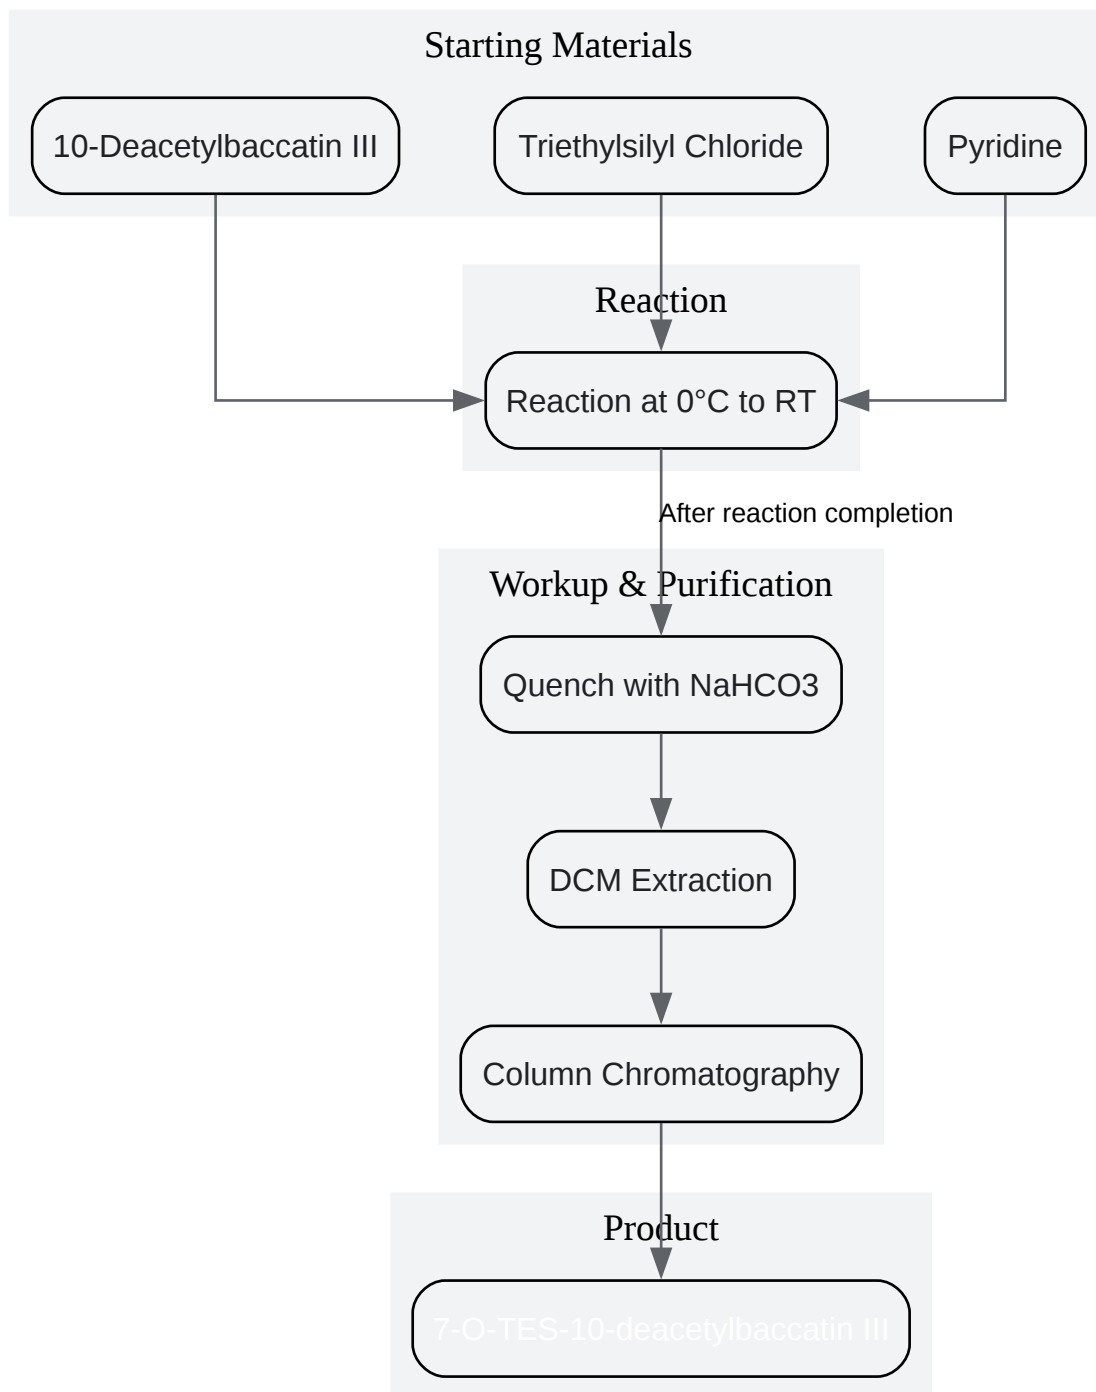 Starting Materials
10-Deacetylbaccatin III
Triethylsilyl Chloride
Pyridine
Reaction
Reaction at 0°C to RT
After reaction completion
Workup & Purification
Quench with NaHCO3
DCM Extraction
Column Chromatography
Product
7-O-TES-10-deacetylbaccatin III